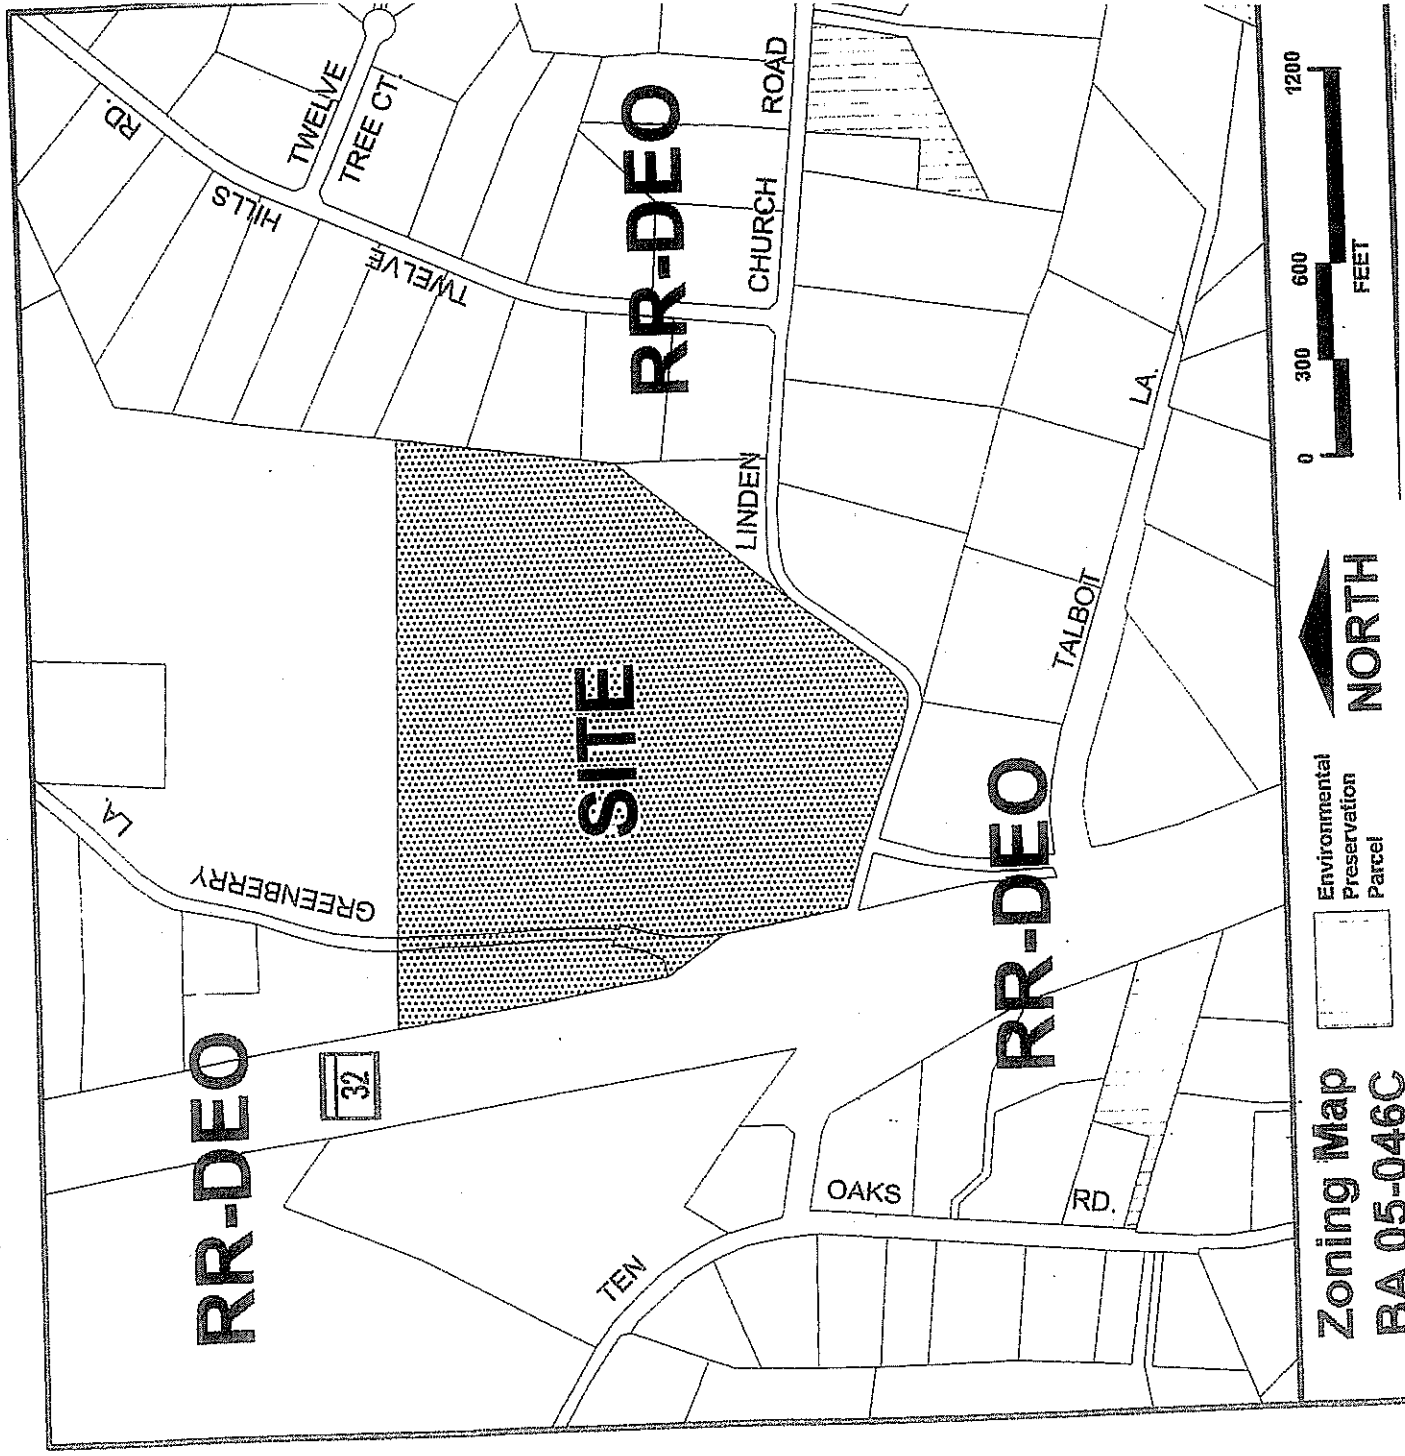 RR-DEO
32
GREENBERRY
LA.
TEN
OAKS
RD.
SITE
RR-DEO
TALBOT
LA.
LINDEN
CHURCH
ROAD
RR-DEO
TWELVE
HILLS
RD.
TWELVE
TREE CT.
Zoning Map
BA 05-046C
Environmental
Preservation
Parcel
NORTH
0 300 600 1200
FEET